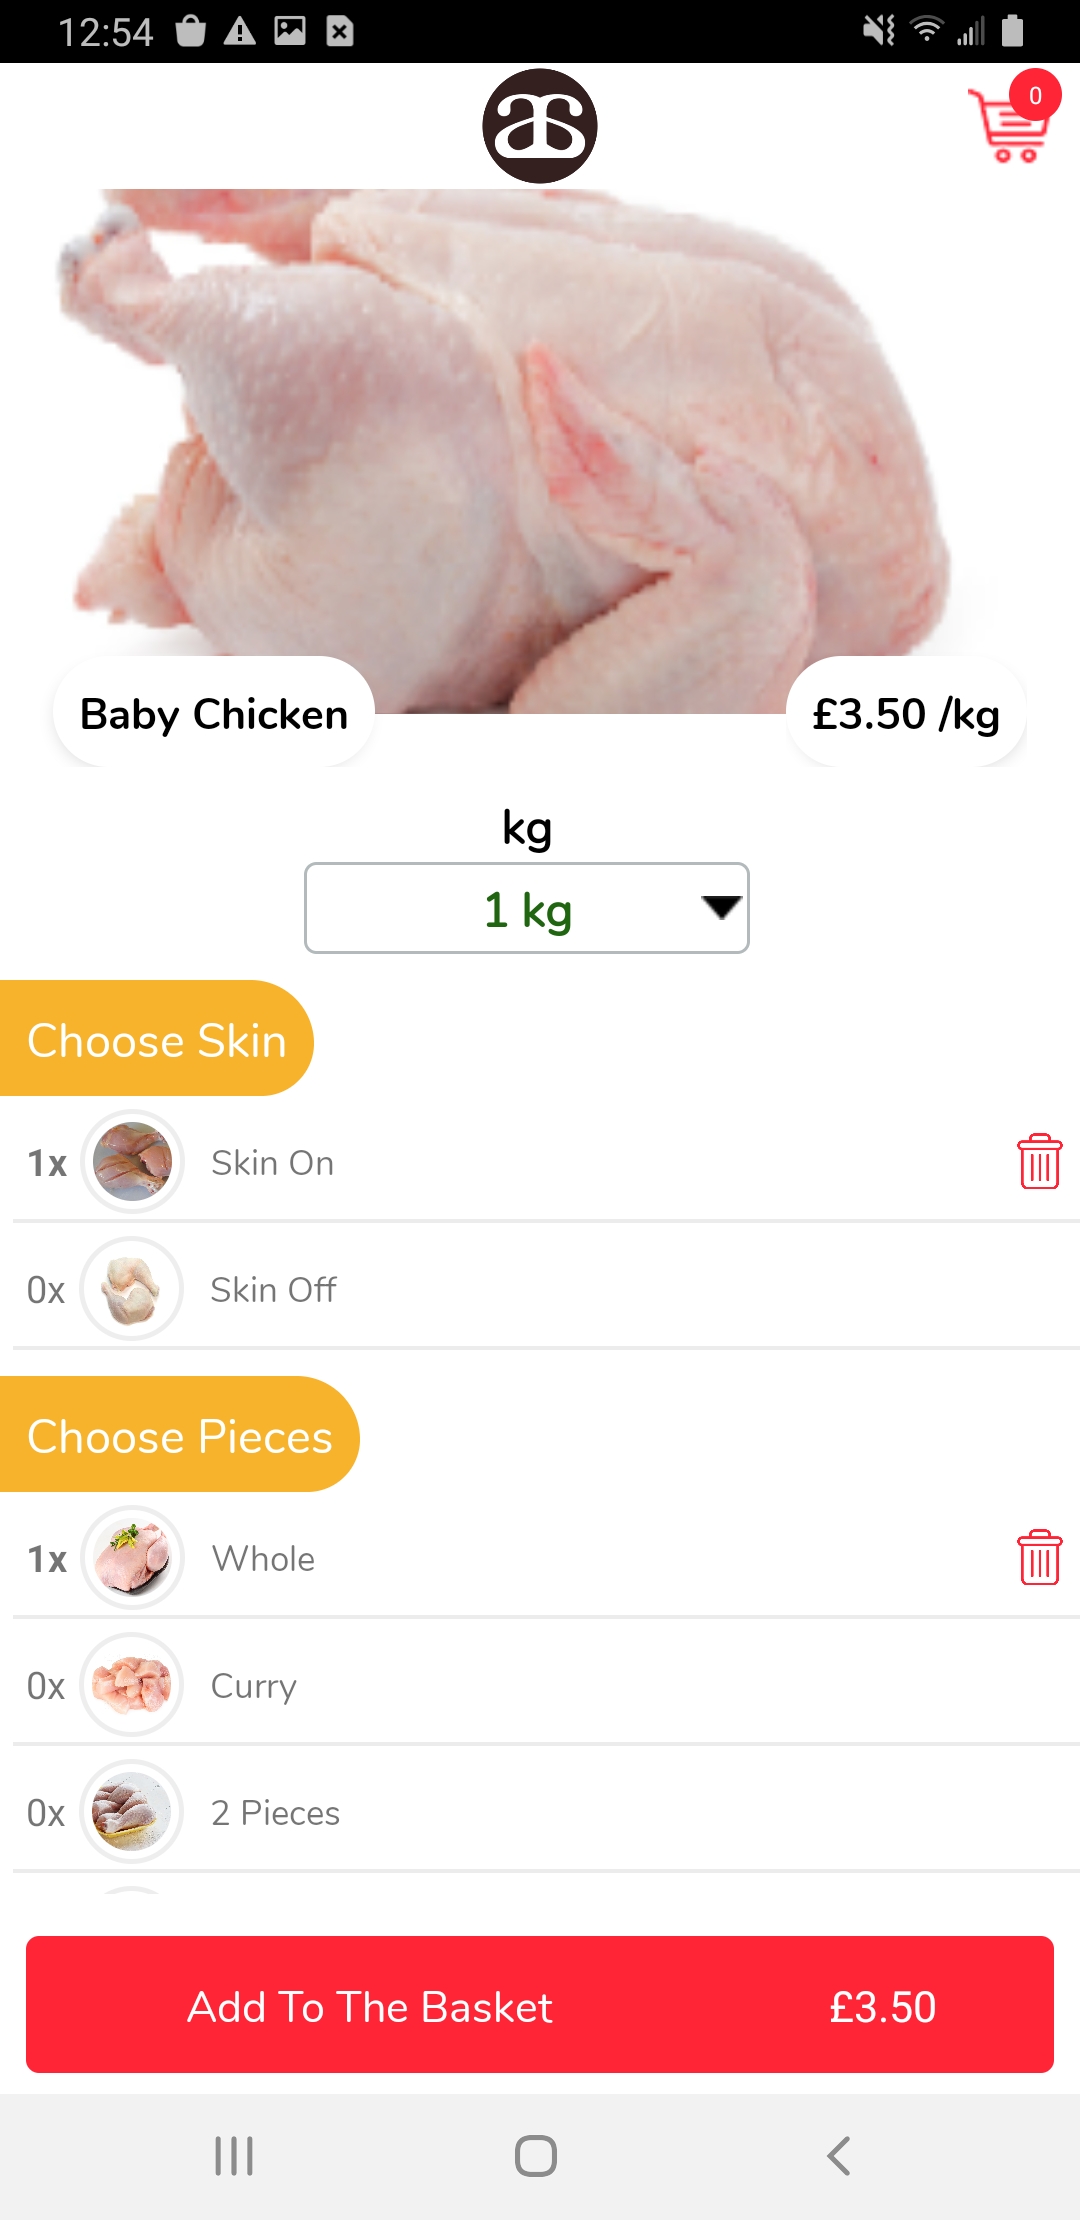 12:54
0
Baby Chicken
£3.50 /kg
kg
1 kg
Choose Skin
1x Skin On
0x Skin Off
Choose Pieces
1x Whole
0x Curry
0x 2 Pieces
Add To The Basket £3.50